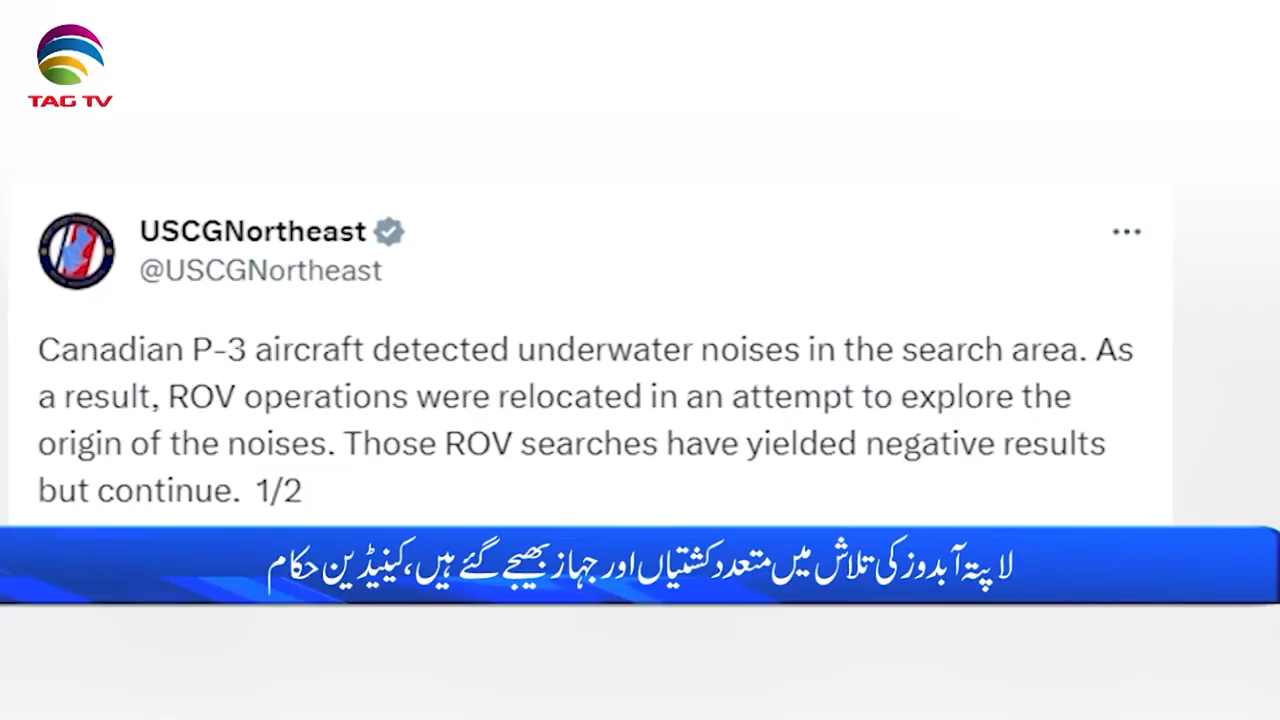 TAG TV
USCGNortheast
@USCGNortheast
Canadian P-3 aircraft detected underwater noises in the search area. As
a result, ROV operations were relocated in an attempt to explore the
origin of the noises. Those ROV searches have yielded negative results
but continue. 1/2
لاپتہ آبدوز کی تلاش میں متعدد کشتیاں اور جہاز بھیجے گئے ہیں، کینیڈین حکام